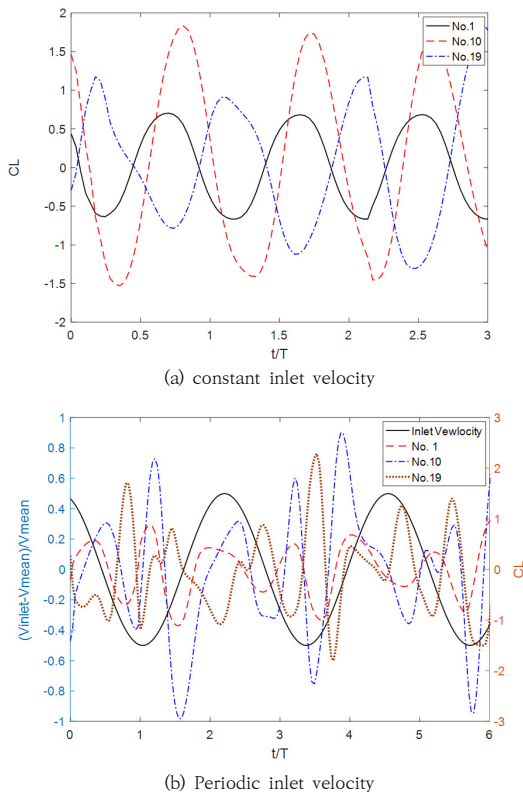 2
1.5
1
0.5
0
-0.5
-1
-1.5
-2
CL
No.1
No.10
No.19
0 0.5 1 1.5 2 2.5 3
t/T
(a) constant inlet velocity
1
0.8
0.6
0.4
0.2
0
-0.2
-0.4
-0.6
-0.8
-1
(Vinlet-Vmean)/Vmean
Inlet Vewlocity
No. 1
No.10
No.19
3
2
1
0
-1
-2
-3
CL
0 1 2 3 4 5 6
t/T
(b) Periodic inlet velocity